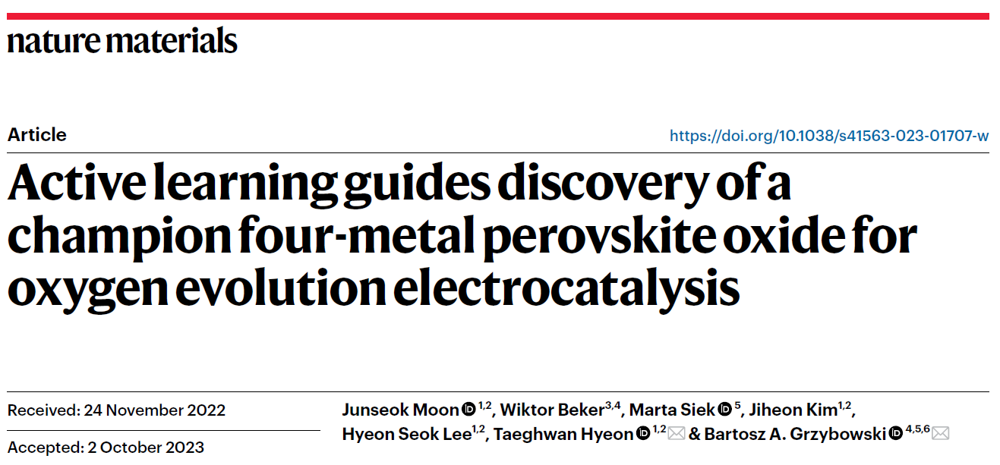 nature materials
Article
https://doi.org/10.1038/s41563-023-01707-w
Active learning guides discovery of a
champion four-metal perovskite oxide for
oxygen evolution electrocatalysis
Received: 24 November 2022
Accepted: 2 October 2023
Junseok Moon 1,2, Wiktor Beker3,4, Marta Siek 5, Jiheon Kim1,2,
Hyeon Seok Lee1,2, Taeghwan Hyeon 1,2 & Bartosz A. Grzybowski 4,5,6